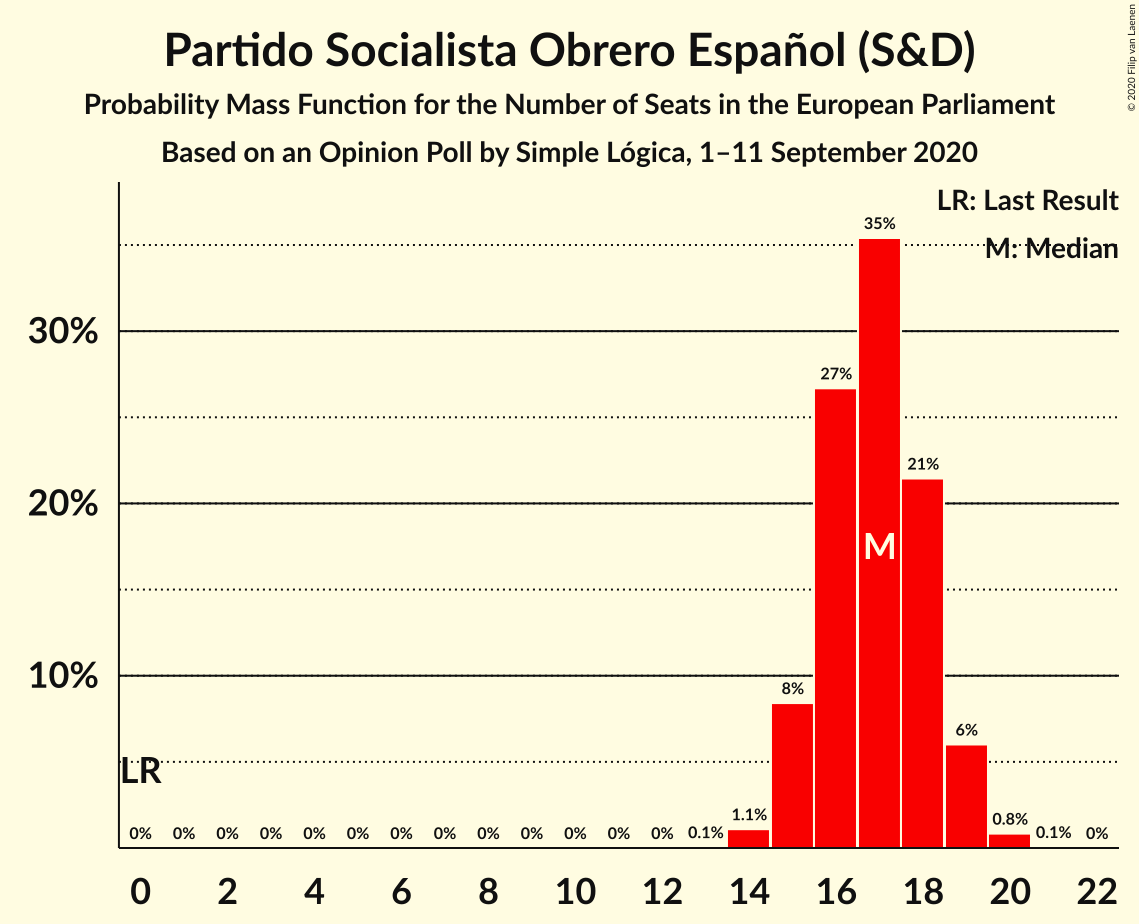 Partido Socialista Obrero Español (S&D)
Probability Mass Function for the Number of Seats in the European Parliament
Based on an Opinion Poll by Simple Lógica, 1–11 September 2020
© 2020 Filip van Laenen
LR: Last Result
M: Median
35%
30%
27%
21%
20%
M
10%
8%
6%
LR
0% 0% 0% 0% 0% 0% 0% 0% 0% 0% 0% 0% 0% 0.1% 1.1% 0.8% 0.1% 0%
0 2 4 6 8 10 12 14 16 18 20 22